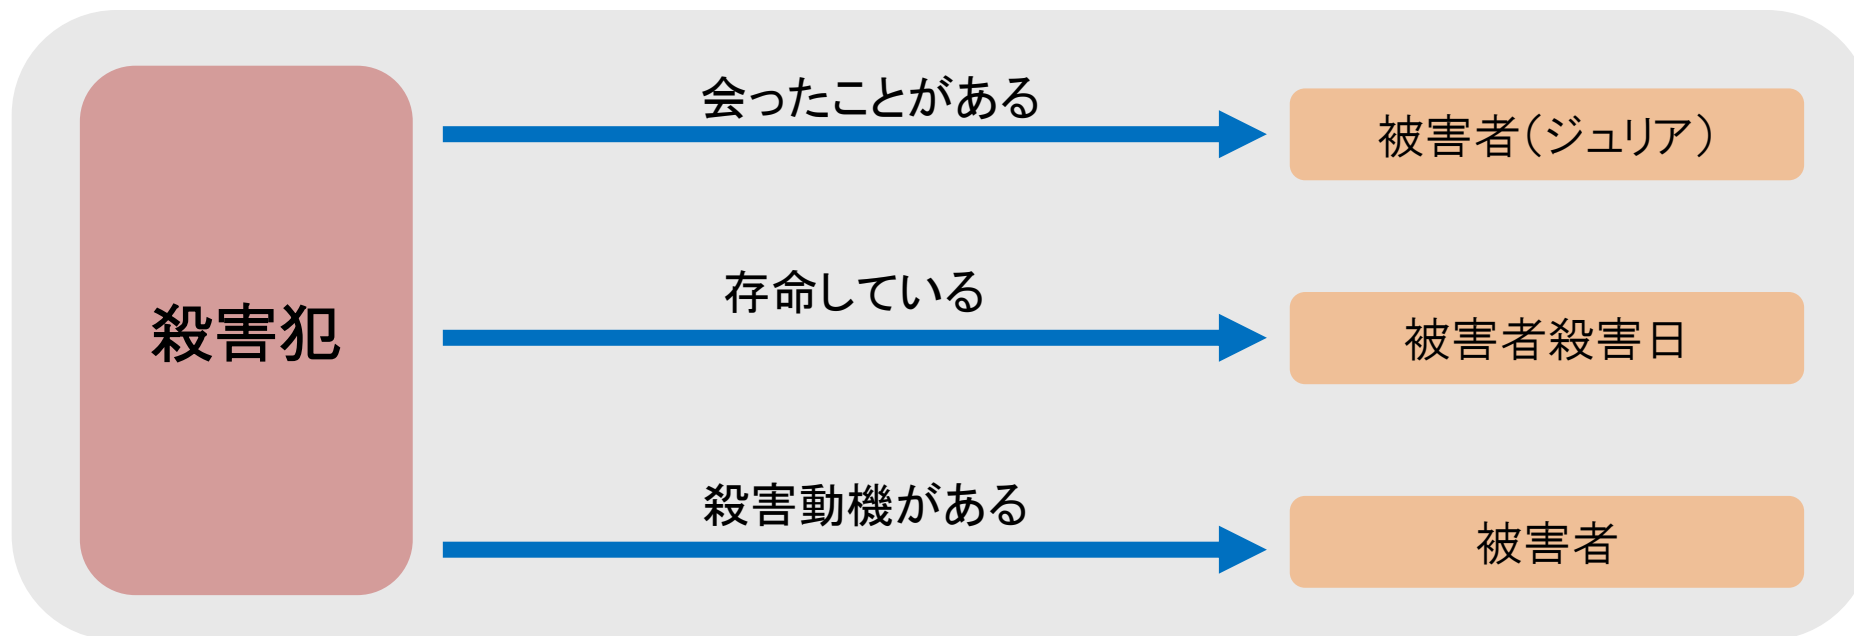 殺害犯
会ったことがある
被害者(ジュリア)
存命している
被害者殺害日
殺害動機がある
被害者